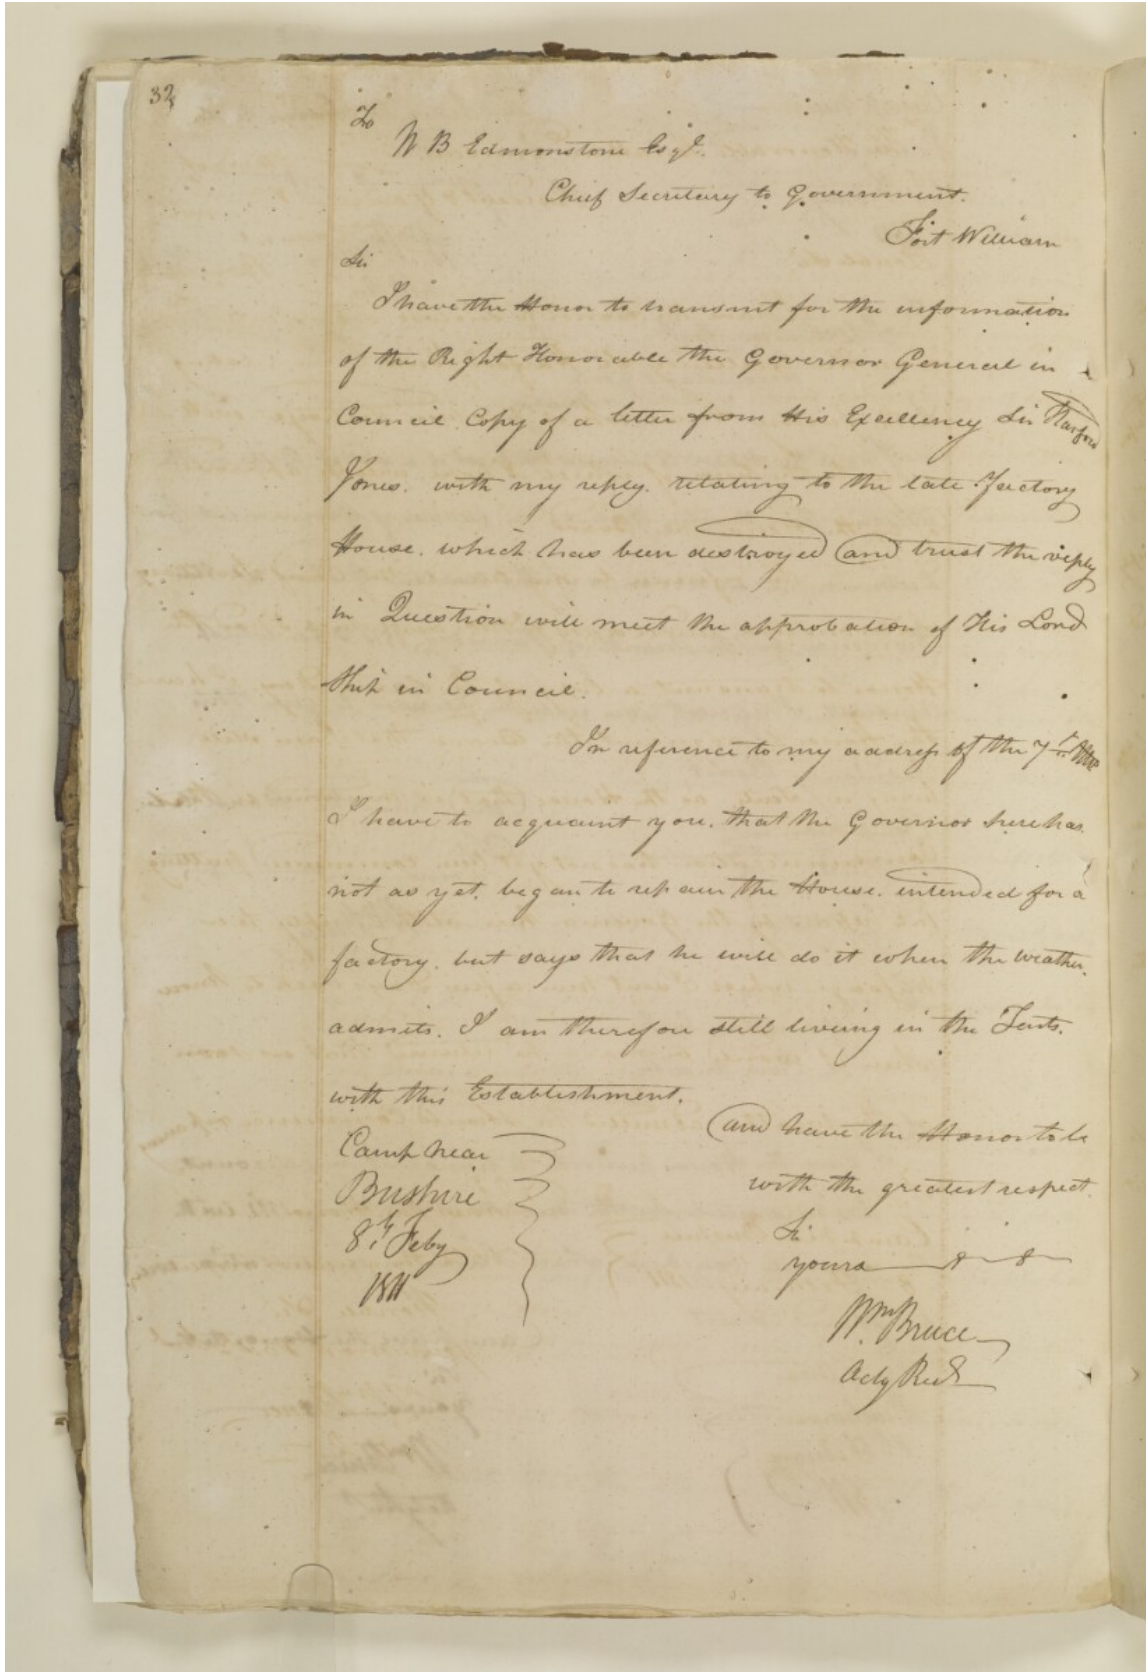 32
To
N B Edmonstone Esqr.
Chief Secretary to Government.
Fort William
Sir
I have the Honor to transmit for the information
of the Right Honorable the Governor General in
Council Copy of a letter from His Excellency Sir Harford
Jones. with my reply. relating to the late Factory
House. which has been destroyed and trust the reply
in Question will meet the approbation of His Lord
Ship in Council.
In reference to my address of the 7th
I have to acquaint you. that the Governor here has
not as yet. began to repair the House. intended for a
factory. but says that he will do it when the weather.
admits. I am therefore still liveing in the Tents.
with this Establishment.
and have the Honor to be
with the greatest respect.
Sir
yours & &
Wm. Bruce
Actg Resdt
Camp near
Bushire
8th Feby
1811